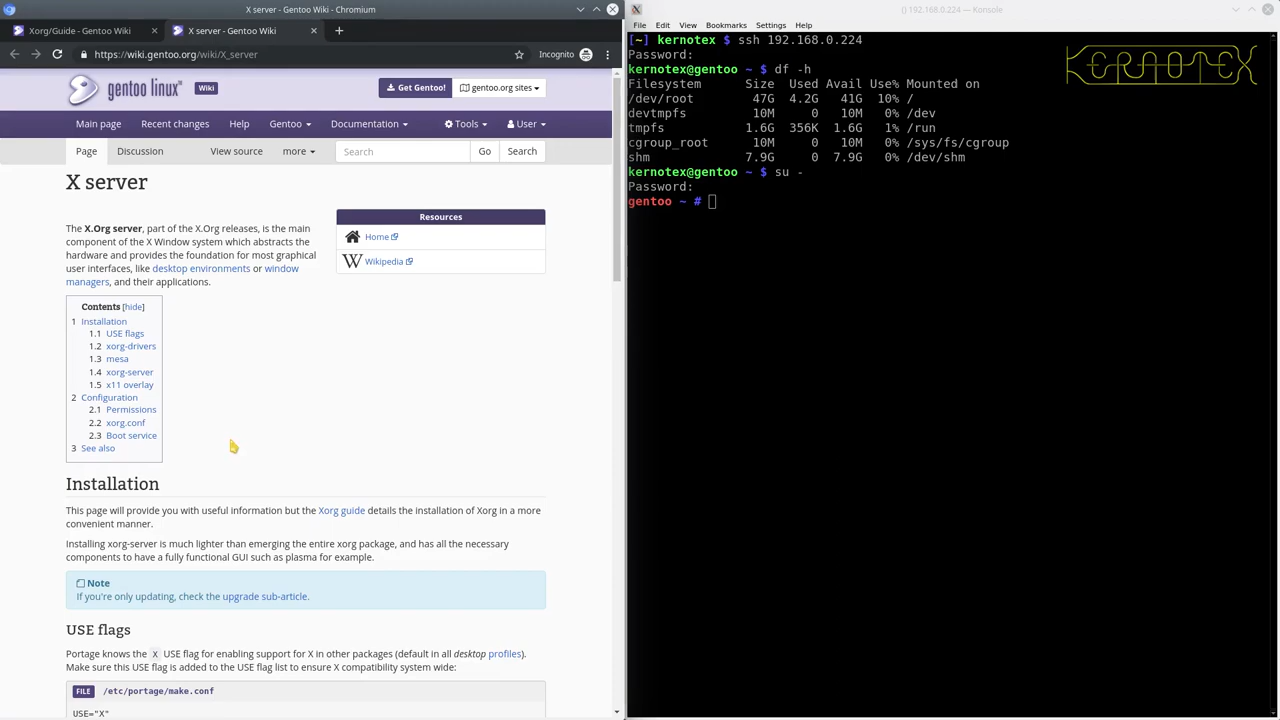 X server - Gentoo Wiki - Chromium
Xorg/Guide - Gentoo Wiki
X server - Gentoo Wiki
https://wiki.gentoo.org/wiki/X_server
Incognito
gentoo linux™ Wiki
Get Gentoo!
gentoo.org sites
Main page Recent changes Help Gentoo Documentation Tools User
Page Discussion View source more Search Go Search
X server
The X.Org server, part of the X.Org releases, is the main
component of the X Window system which abstracts the
hardware and provides the foundation for most graphical
user interfaces, like desktop environments or window
managers, and their applications.
Resources
Home
Wikipedia
Contents [hide]
1 Installation
1.1 USE flags
1.2 xorg-drivers
1.3 mesa
1.4 xorg-server
1.5 x11 overlay
2 Configuration
2.1 Permissions
2.2 xorg.conf
2.3 Boot service
3 See also
Installation
This page will provide you with useful information but the Xorg guide details the installation of Xorg in a more
convenient manner.
Installing xorg-server is much lighter than emerging the entire xorg package, and has all the necessary
components to have a fully functional GUI such as plasma for example.
Note
If you're only updating, check the upgrade sub-article.
USE flags
Portage knows the X USE flag for enabling support for X in other packages (default in all desktop profiles).
Make sure this USE flag is added to the USE flag list to ensure X compatibility system wide:
FILE /etc/portage/make.conf
USE="X"
() 192.168.0.224 — Konsole
File Edit View Bookmarks Settings Help
[~] kernotex $ ssh 192.168.0.224
Password:
kernotex@gentoo ~ $ df -h
Filesystem Size Used Avail Use% Mounted on
/dev/root 47G 4.2G 41G 10% /
devtmpfs 10M 0 10M 0% /dev
tmpfs 1.6G 356K 1.6G 1% /run
cgroup_root 10M 0 10M 0% /sys/fs/cgroup
shm 7.9G 0 7.9G 0% /dev/shm
kernotex@gentoo ~ $ su -
Password:
gentoo ~ #
KERNOTEX